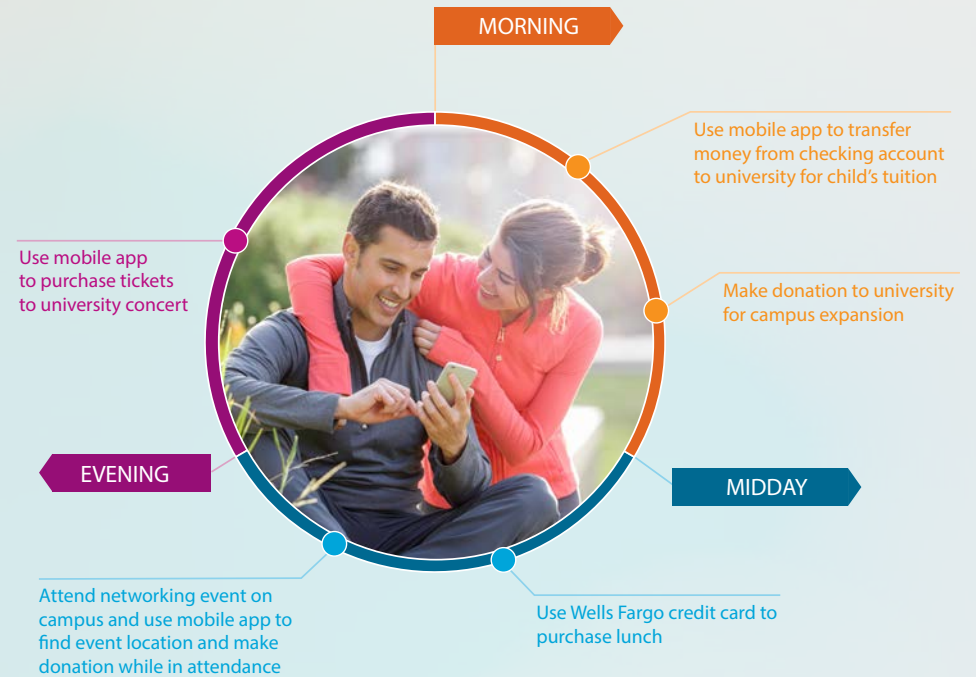 MORNING
Use mobile app to transfer
money from checking account
to university for child’s tuition
Make donation to university
for campus expansion
MIDDAY
Use Wells Fargo credit card to
purchase lunch
Attend networking event on
campus and use mobile app to
find event location and make
donation while in attendance
EVENING
Use mobile app
to purchase tickets
to university concert